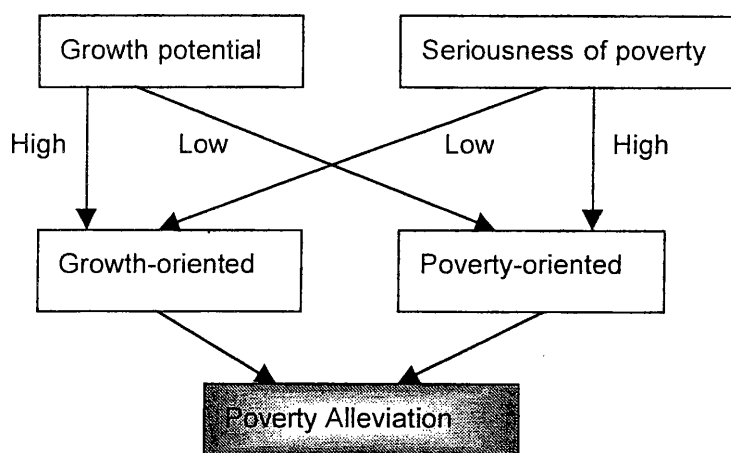 Growth potential
Seriousness of poverty
High
Low
Low
High
Growth-oriented
Poverty-oriented
Poverty Alleviation